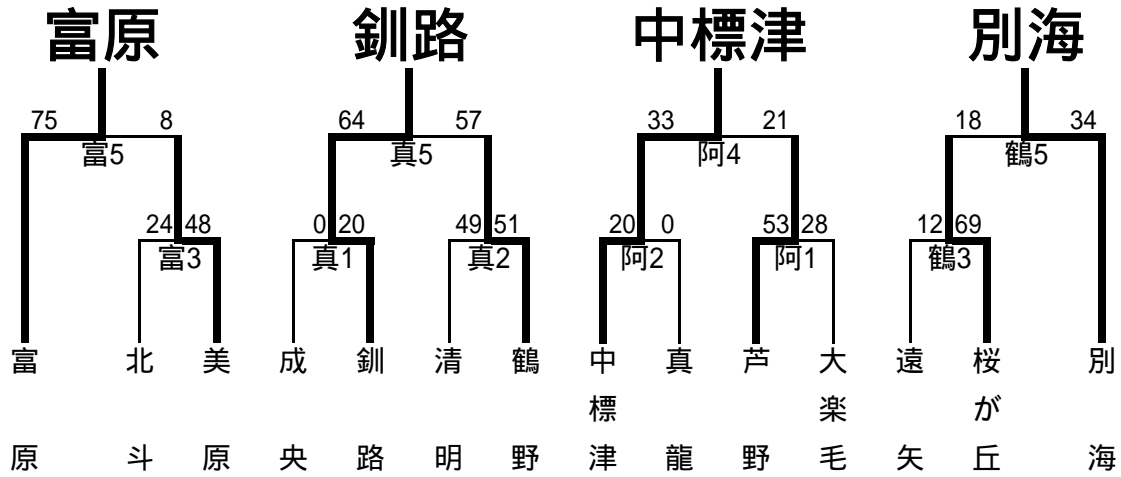 富原 釧路 中標津 別海
75 8 64 57 33 21 18 34
富5 真5 阿4 鶴5
24 48 0 20 49 51 20 0 53 28 12 69
富3 真1 真2 阿2 阿1 鶴3
富原 北斗 美原 成央 釧路 清明 鶴野 中標津 真龍 芦野 大楽毛 遠矢 桜が丘 別海